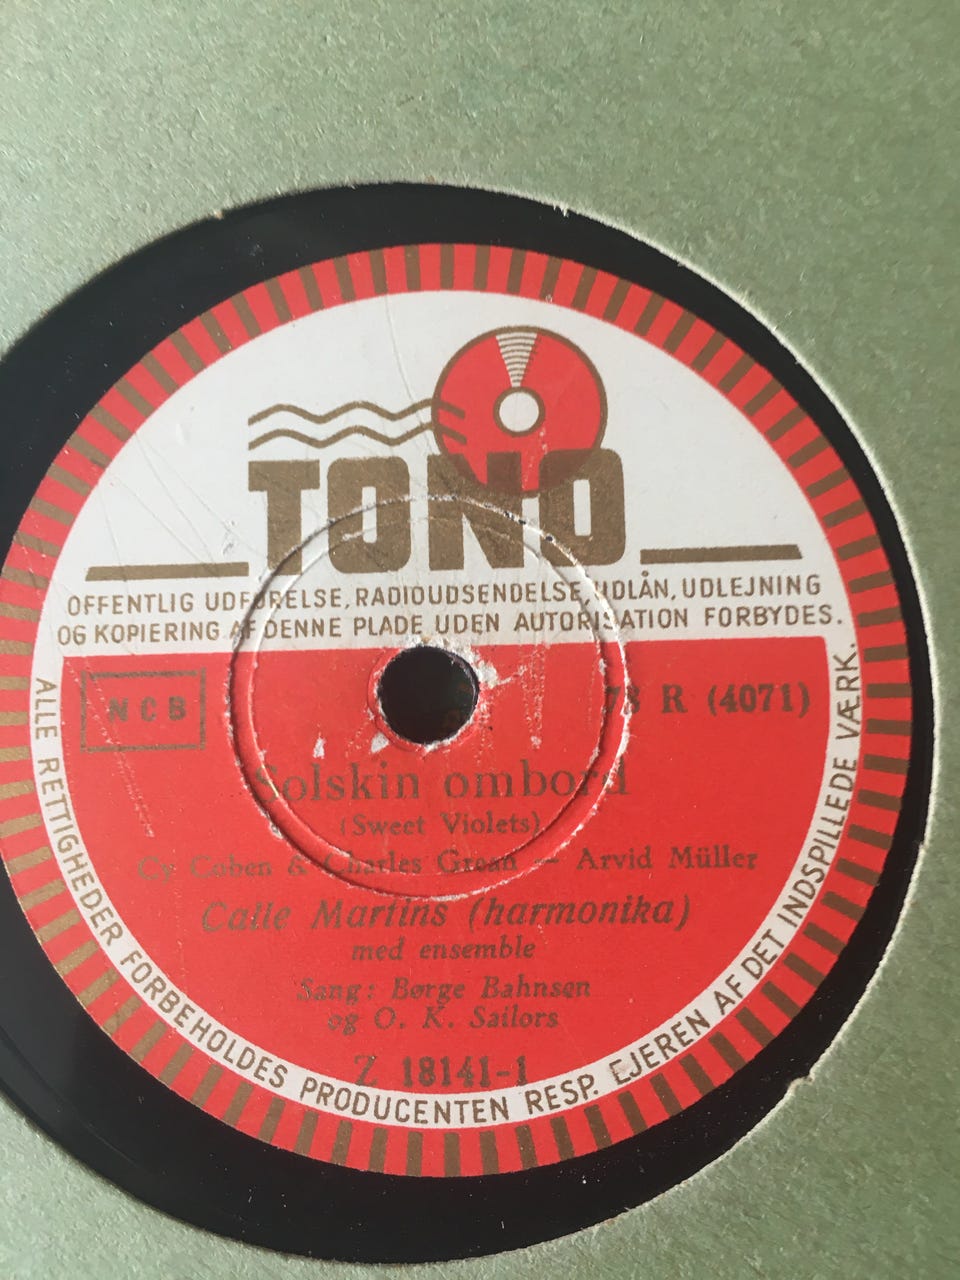 TONO
OFFENTLIG UDFØRELSE, RADIOUDSENDELSE, UDLÅN, UDLEJNING
OG KOPIERING AF DENNE PLADE UDEN AUTORISATION FORBYDES.
NCB
78 R (4071)
Solskin ombord
(Sweet Violets)
Cy Coben & Charles Grean — Arvid Müller
Calle Martins (harmonika)
med ensemble
Sang: Børge Bahnsen
og O. K. Sailors
Z 18141-1
ALLE RETTIGHEDER FORBEHOLDES PRODUCENTEN RESP. EJEREN AF DET INDSPILLEDE VÆRK.